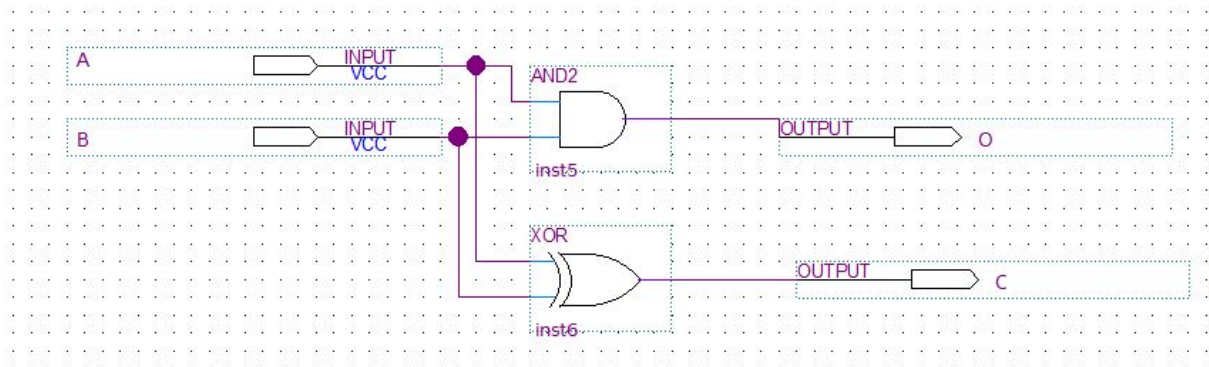 A
INPUT
VCC
AND2
B
INPUT
VCC
OUTPUT
O
inst5
XOR
OUTPUT
C
inst6